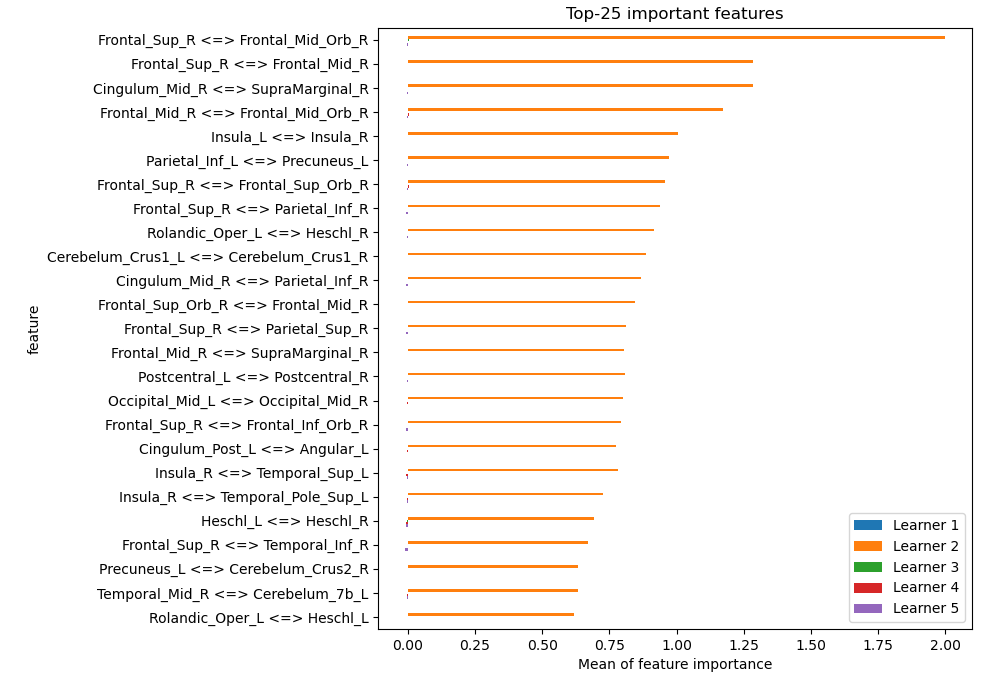 Top-25 important features
Frontal_Sup_R <=> Frontal_Mid_Orb_R
Frontal_Sup_R <=> Frontal_Mid_R
Cingulum_Mid_R <=> SupraMarginal_R
Frontal_Mid_R <=> Frontal_Mid_Orb_R
Insula_L <=> Insula_R
Parietal_Inf_L <=> Precuneus_L
Frontal_Sup_R <=> Frontal_Sup_Orb_R
Frontal_Sup_R <=> Parietal_Inf_R
Rolandic_Oper_L <=> Heschl_R
Cerebelum_Crus1_L <=> Cerebelum_Crus1_R
Cingulum_Mid_R <=> Parietal_Inf_R
Frontal_Sup_Orb_R <=> Frontal_Mid_R
Frontal_Sup_R <=> Parietal_Sup_R
Frontal_Mid_R <=> SupraMarginal_R
Postcentral_L <=> Postcentral_R
Occipital_Mid_L <=> Occipital_Mid_R
Frontal_Sup_R <=> Frontal_Inf_Orb_R
Cingulum_Post_L <=> Angular_L
Insula_R <=> Temporal_Sup_L
Insula_R <=> Temporal_Pole_Sup_L
Heschl_L <=> Heschl_R
Frontal_Sup_R <=> Temporal_Inf_R
Precuneus_L <=> Cerebelum_Crus2_R
Temporal_Mid_R <=> Cerebelum_7b_L
Rolandic_Oper_L <=> Heschl_L
feature
Learner 1
Learner 2
Learner 3
Learner 4
Learner 5
0.00 0.25 0.50 0.75 1.00 1.25 1.50 1.75 2.00
Mean of feature importance